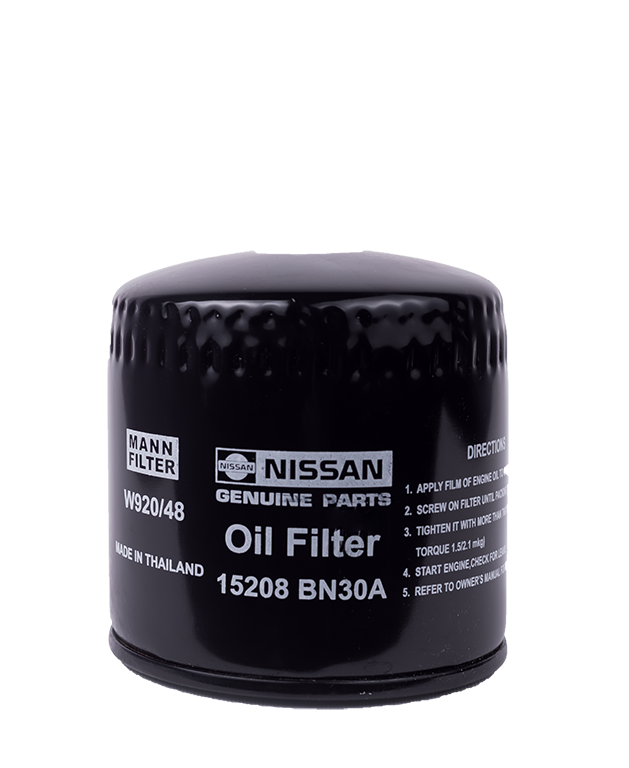 MANN
FILTER
W920/48
MADE IN THAILAND
NISSAN
NISSAN
GENUINE PARTS
Oil Filter
15208 BN30A
DIRECTIONS
1. APPLY FILM OF ENGINE OIL TO
2. SCREW ON FILTER UNTIL
3. TIGHTEN IT WITH MORE THAN
TORQUE 1.5/2.1 mkg)
4. START ENGINE,CHECK FOR
5. REFER TO OWNER'S MANUAL